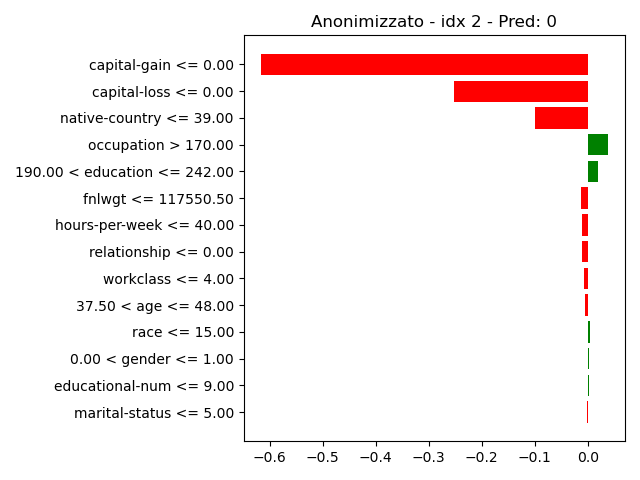 Anonimizzato - idx 2 - Pred: 0
capital-gain <= 0.00
capital-loss <= 0.00
native-country <= 39.00
occupation > 170.00
190.00 < education <= 242.00
fnlwgt <= 117550.50
hours-per-week <= 40.00
relationship <= 0.00
workclass <= 4.00
37.50 < age <= 48.00
race <= 15.00
0.00 < gender <= 1.00
educational-num <= 9.00
marital-status <= 5.00
−0.6 −0.5 −0.4 −0.3 −0.2 −0.1 0.0